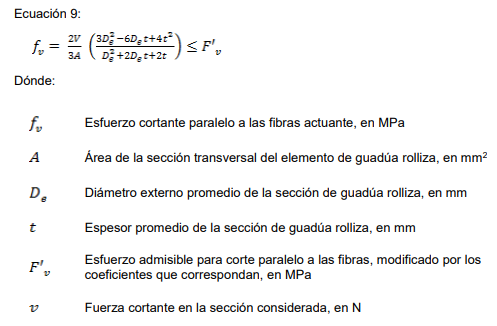 Ecuación 9:
f_v = 2V/3A ((3D_e^2−6D_e t+4t^2)/(D_e^2+2D_e t+2t)) ≤ F'_v
Dónde:
f_v Esfuerzo cortante paralelo a las fibras actuante, en MPa
A Área de la sección transversal del elemento de guadúa rolliza, en mm²
D_e Diámetro externo promedio de la sección de guadúa rolliza, en mm
t Espesor promedio de la sección de guadúa rolliza, en mm
F'_v Esfuerzo admisible para corte paralelo a las fibras, modificado por los
coeficientes que correspondan, en MPa
v Fuerza cortante en la sección considerada, en N